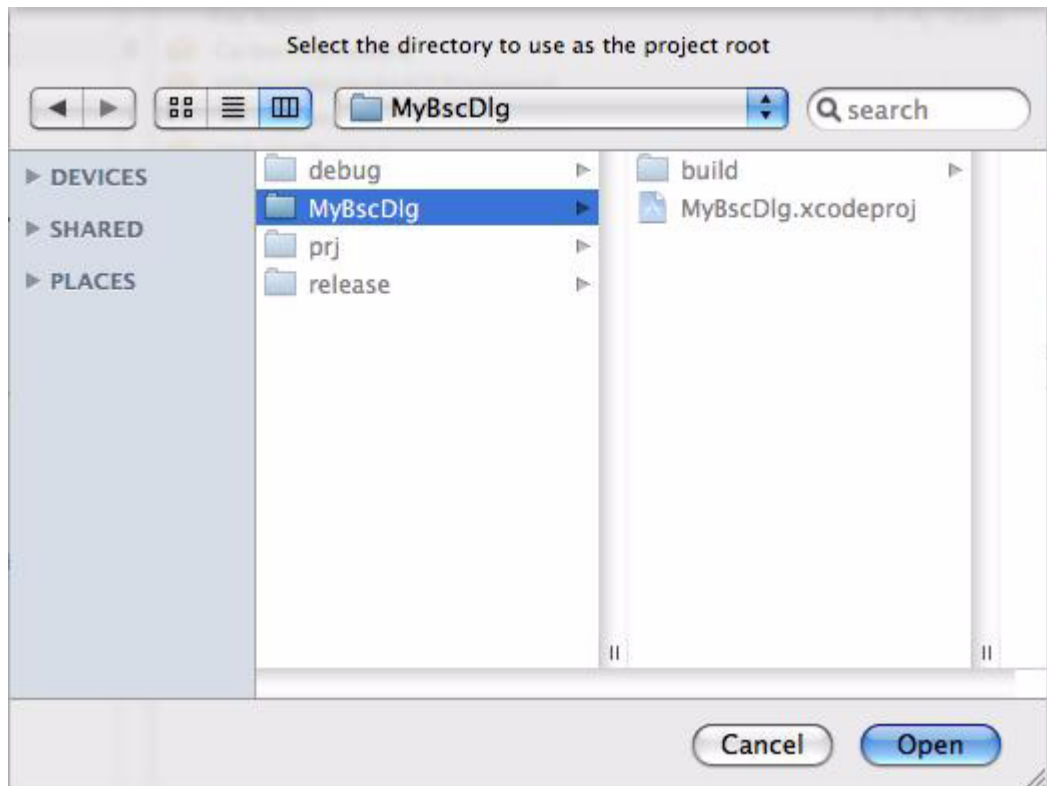 Select the directory to use as the project root
MyBscDlg
search
DEVICES
SHARED
PLACES
debug
MyBscDlg
prj
release
build
MyBscDlg.xcodeproj
Cancel
Open